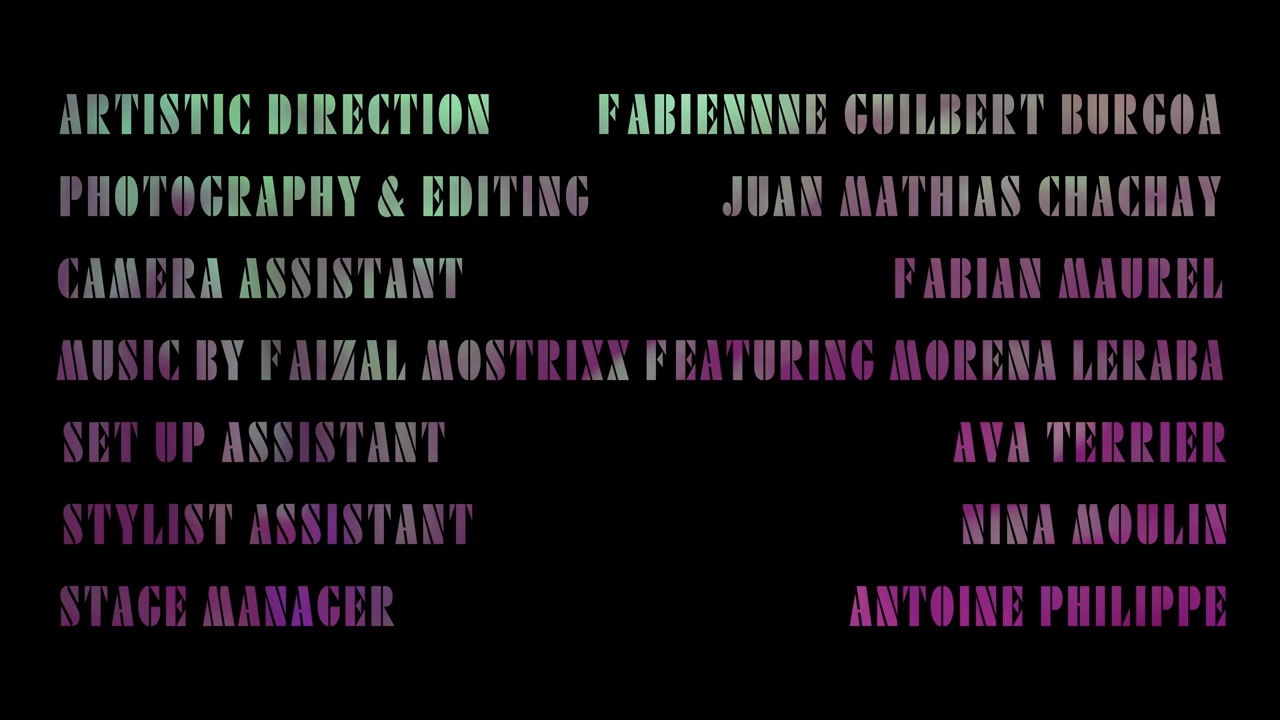 ARTISTIC DIRECTION FABIENNNE GUILBERT BURGOA
PHOTOGRAPHY & EDITING JUAN MATHIAS CHACHAY
CAMERA ASSISTANT FABIAN MAUREL
MUSIC BY FAIZAL MOSTRIXX FEATURING MORENA LERABA
SET UP ASSISTANT AVA TERRIER
STYLIST ASSISTANT NINA MOULIN
STAGE MANAGER ANTOINE PHILIPPE